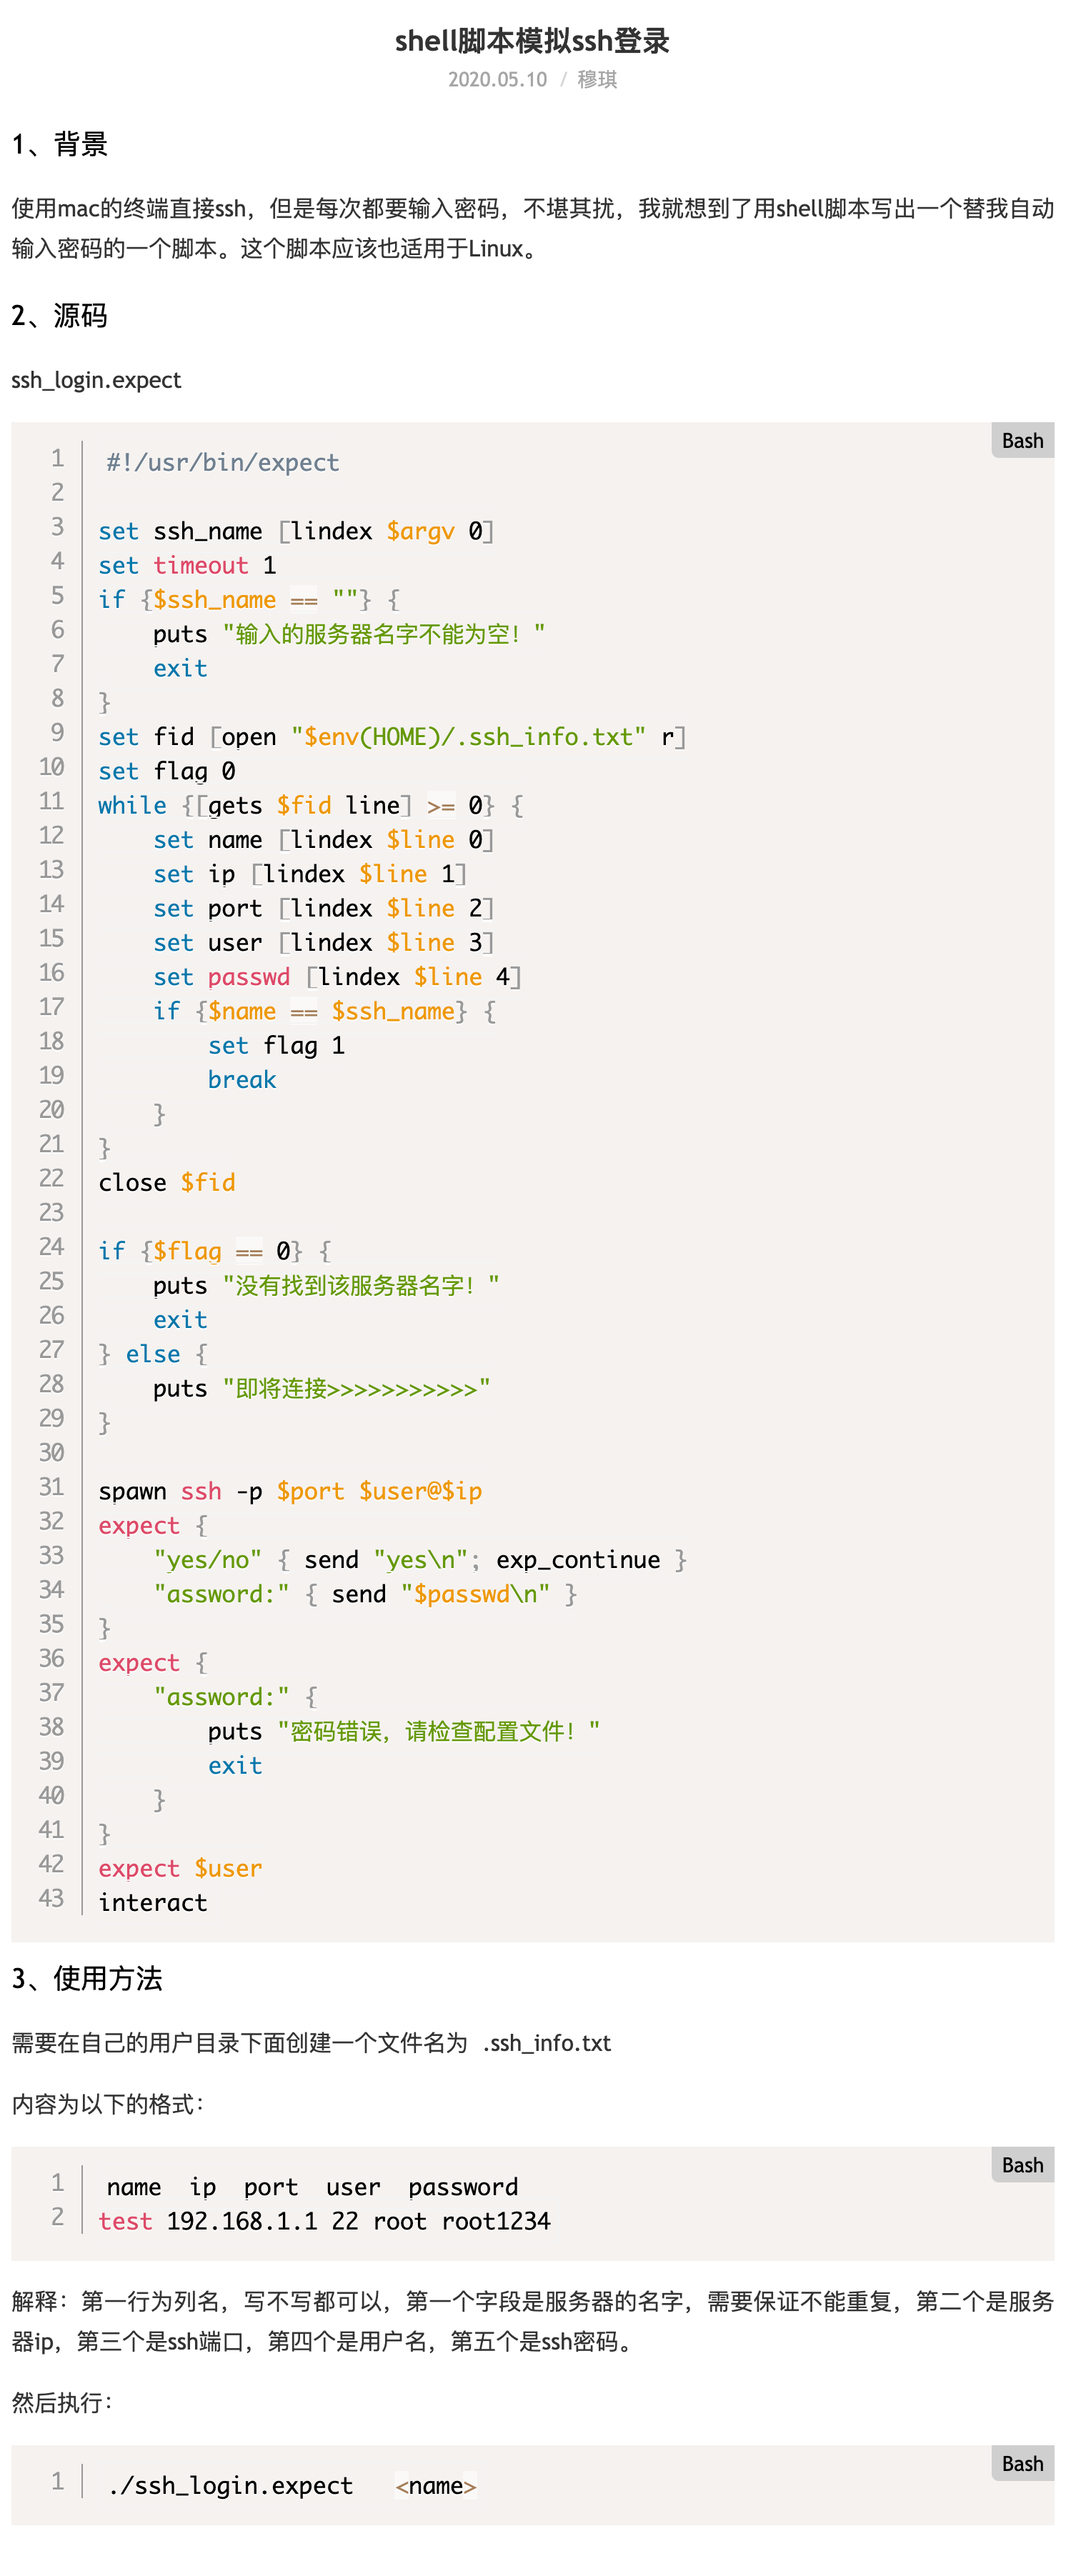 shell脚本模拟ssh登录
2020.05.10 / 穆琪
1、背景
使用mac的终端直接ssh，但是每次都要输入密码，不堪其扰，我就想到了用shell脚本写出一个替我自动
输入密码的一个脚本。这个脚本应该也适用于Linux。
2、源码
ssh_login.expect
Bash
1 #!/usr/bin/expect
2
3 set ssh_name [lindex $argv 0]
4 set timeout 1
5 if {$ssh_name == ""} {
6     puts "输入的服务器名字不能为空！"
7     exit
8 }
9 set fid [open "$env(HOME)/.ssh_info.txt" r]
10 set flag 0
11 while {[gets $fid line] >= 0} {
12     set name [lindex $line 0]
13     set ip [lindex $line 1]
14     set port [lindex $line 2]
15     set user [lindex $line 3]
16     set passwd [lindex $line 4]
17     if {$name == $ssh_name} {
18         set flag 1
19         break
20     }
21 }
22 close $fid
23
24 if {$flag == 0} {
25     puts "没有找到该服务器名字！"
26     exit
27 } else {
28     puts "即将连接>>>>>>>>>>>"
29 }
30
31 spawn ssh -p $port $user@$ip
32 expect {
33     "yes/no" { send "yes\n"; exp_continue }
34     "assword:" { send "$passwd\n" }
35 }
36 expect {
37     "assword:" {
38         puts "密码错误，请检查配置文件！"
39         exit
40     }
41 }
42 expect $user
43 interact
3、使用方法
需要在自己的用户目录下面创建一个文件名为 .ssh_info.txt
内容为以下的格式：
Bash
1 name  ip  port  user  password
2 test 192.168.1.1 22 root root1234
解释：第一行为列名，写不写都可以，第一个字段是服务器的名字，需要保证不能重复，第二个是服务
器ip，第三个是ssh端口，第四个是用户名，第五个是ssh密码。
然后执行：
Bash
1 ./ssh_login.expect   <name>